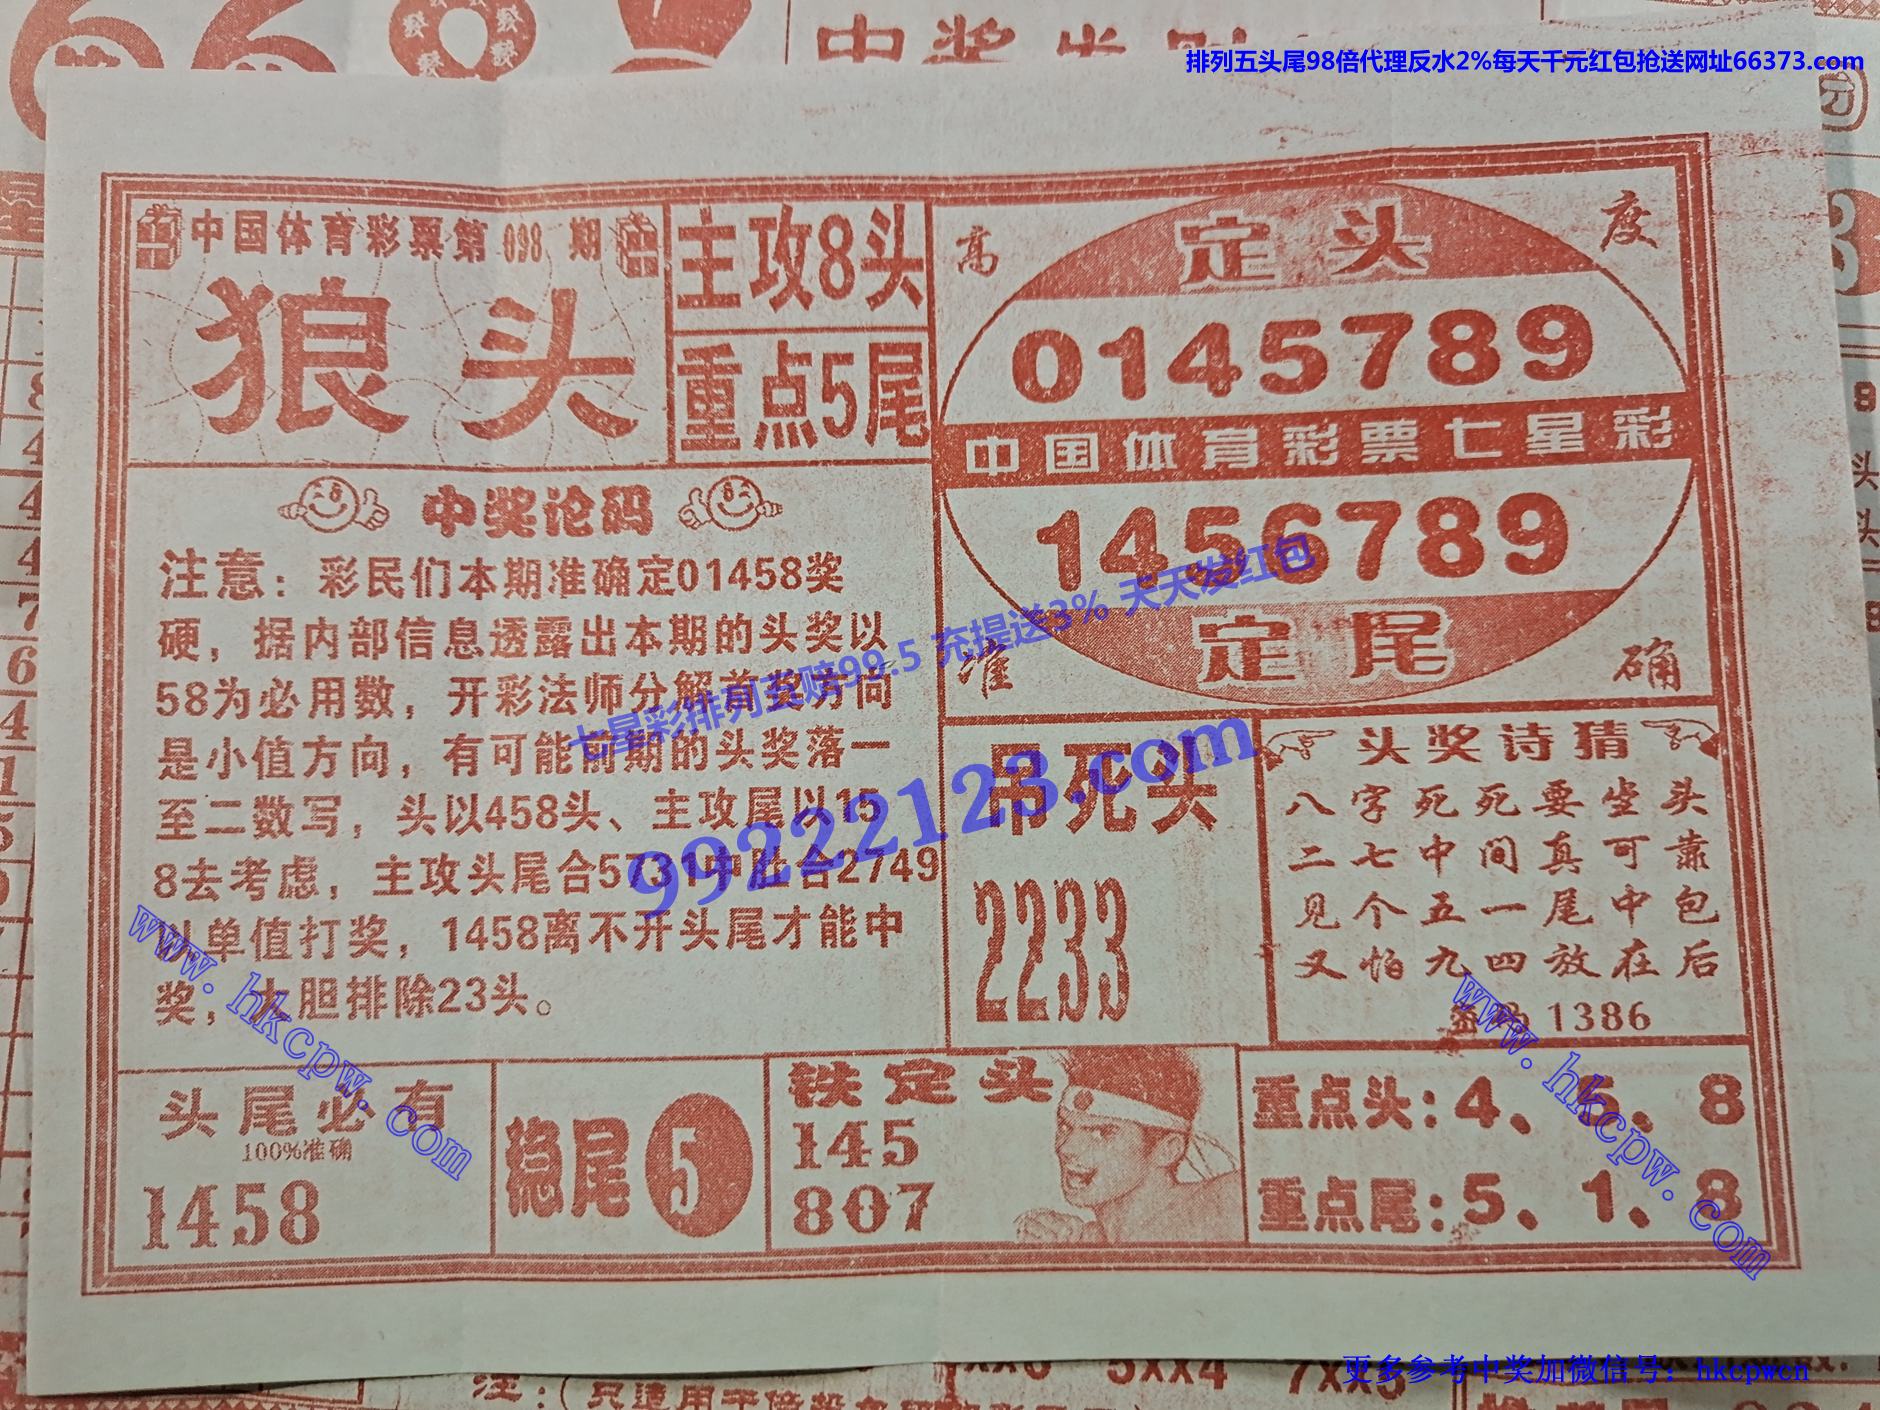 中奖
排列五头尾98倍代理反水2%每天千元红包抢送网址66373.com
中国体育彩票第098期
狼头
主攻8头
重点5尾
高度
定头
0145789
中国体育彩票七星彩
1456789
定尾
准确
中奖论码
注意：彩民们本期准确定01458奖
硬，据内部信息透露出本期的头奖以
58为必用数，开彩法师分解首奖方向
是小值方向，有可能前期的头奖落一
至二数写，头以458头、主攻尾以15
8去考虑，主攻头尾合5731中肚合2749
以单值打奖，1458离不开头尾才能中
奖，大胆排除23头。
七星彩排列五赔99.5 充提送3% 天天发红包
99222123.com
吊死头
2233
头奖诗猜
八字死死要坐头
二七中间真可靠
见个五一尾中包
又怕九四放在后
1386
www.hkcpw.com
www.hkcpw.com
头尾必有
100%准确
1458
稳尾5
铁定头
145
807
重点头：4、5、8
重点尾：5、1、8
更多参考中奖加微信号：hkcpwcn
5xx4